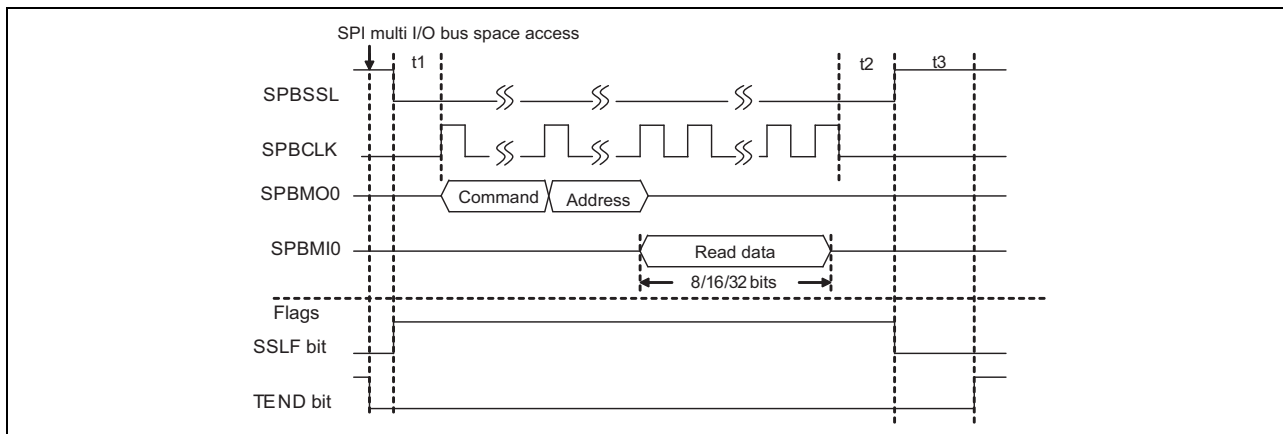 SPI multi I/O bus space access
t1
t2
t3
SPBSSL
SPBCLK
SPBMO0
Command
Address
SPBMI0
Read data
8/16/32 bits
Flags
SSLF bit
TEND bit